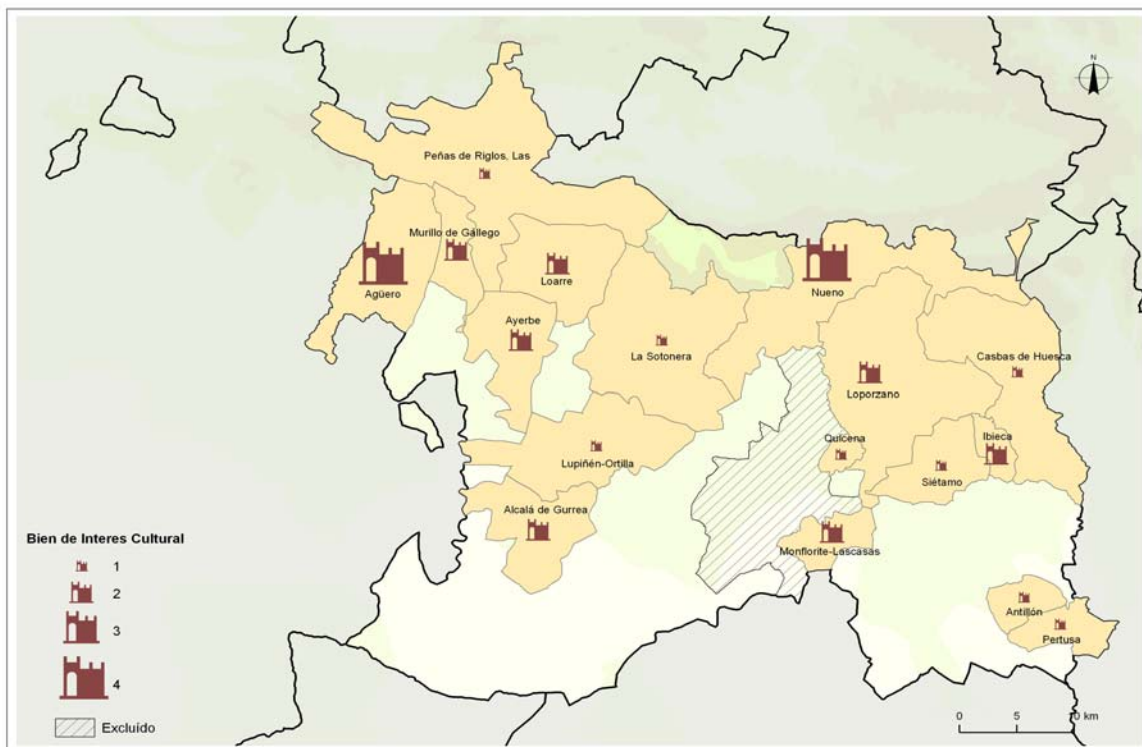 N
Peñas de Riglos, Las
Murillo de Gállego
Agüero
Loarre
Nueno
Ayerbe
La Sotonera
Casbas de Huesca
Loporzano
Quicena
Ibieca
Lupiñén-Ortilla
Siétamo
Alcalá de Gurrea
Monflorite-Lascasas
Antillón
Pertusa
Bien de Interes Cultural
1
2
3
4
Excluído
0 5 10 km